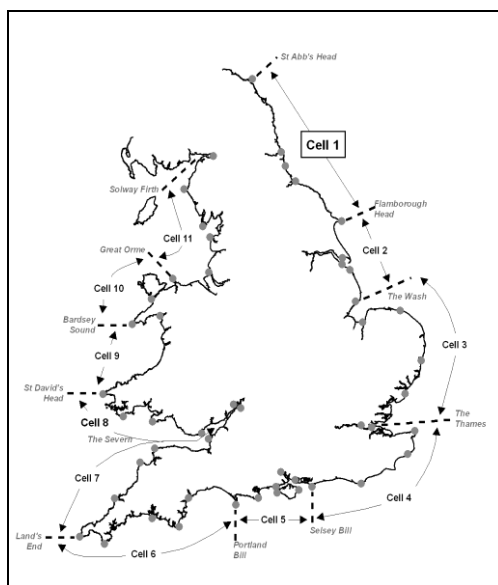 St Abb's Head
Cell 1
Solway Firth
Flamborough
Head
Great Orme
Cell 11
Cell 2
Cell 10
The Wash
Bardsey
Sound
Cell 3
Cell 9
St David's
Head
Cell 8
The
Thames
The Severn
Cell 7
Cell 4
Land's
End
Cell 6
Cell 5
Selsey Bill
Portland
Bill